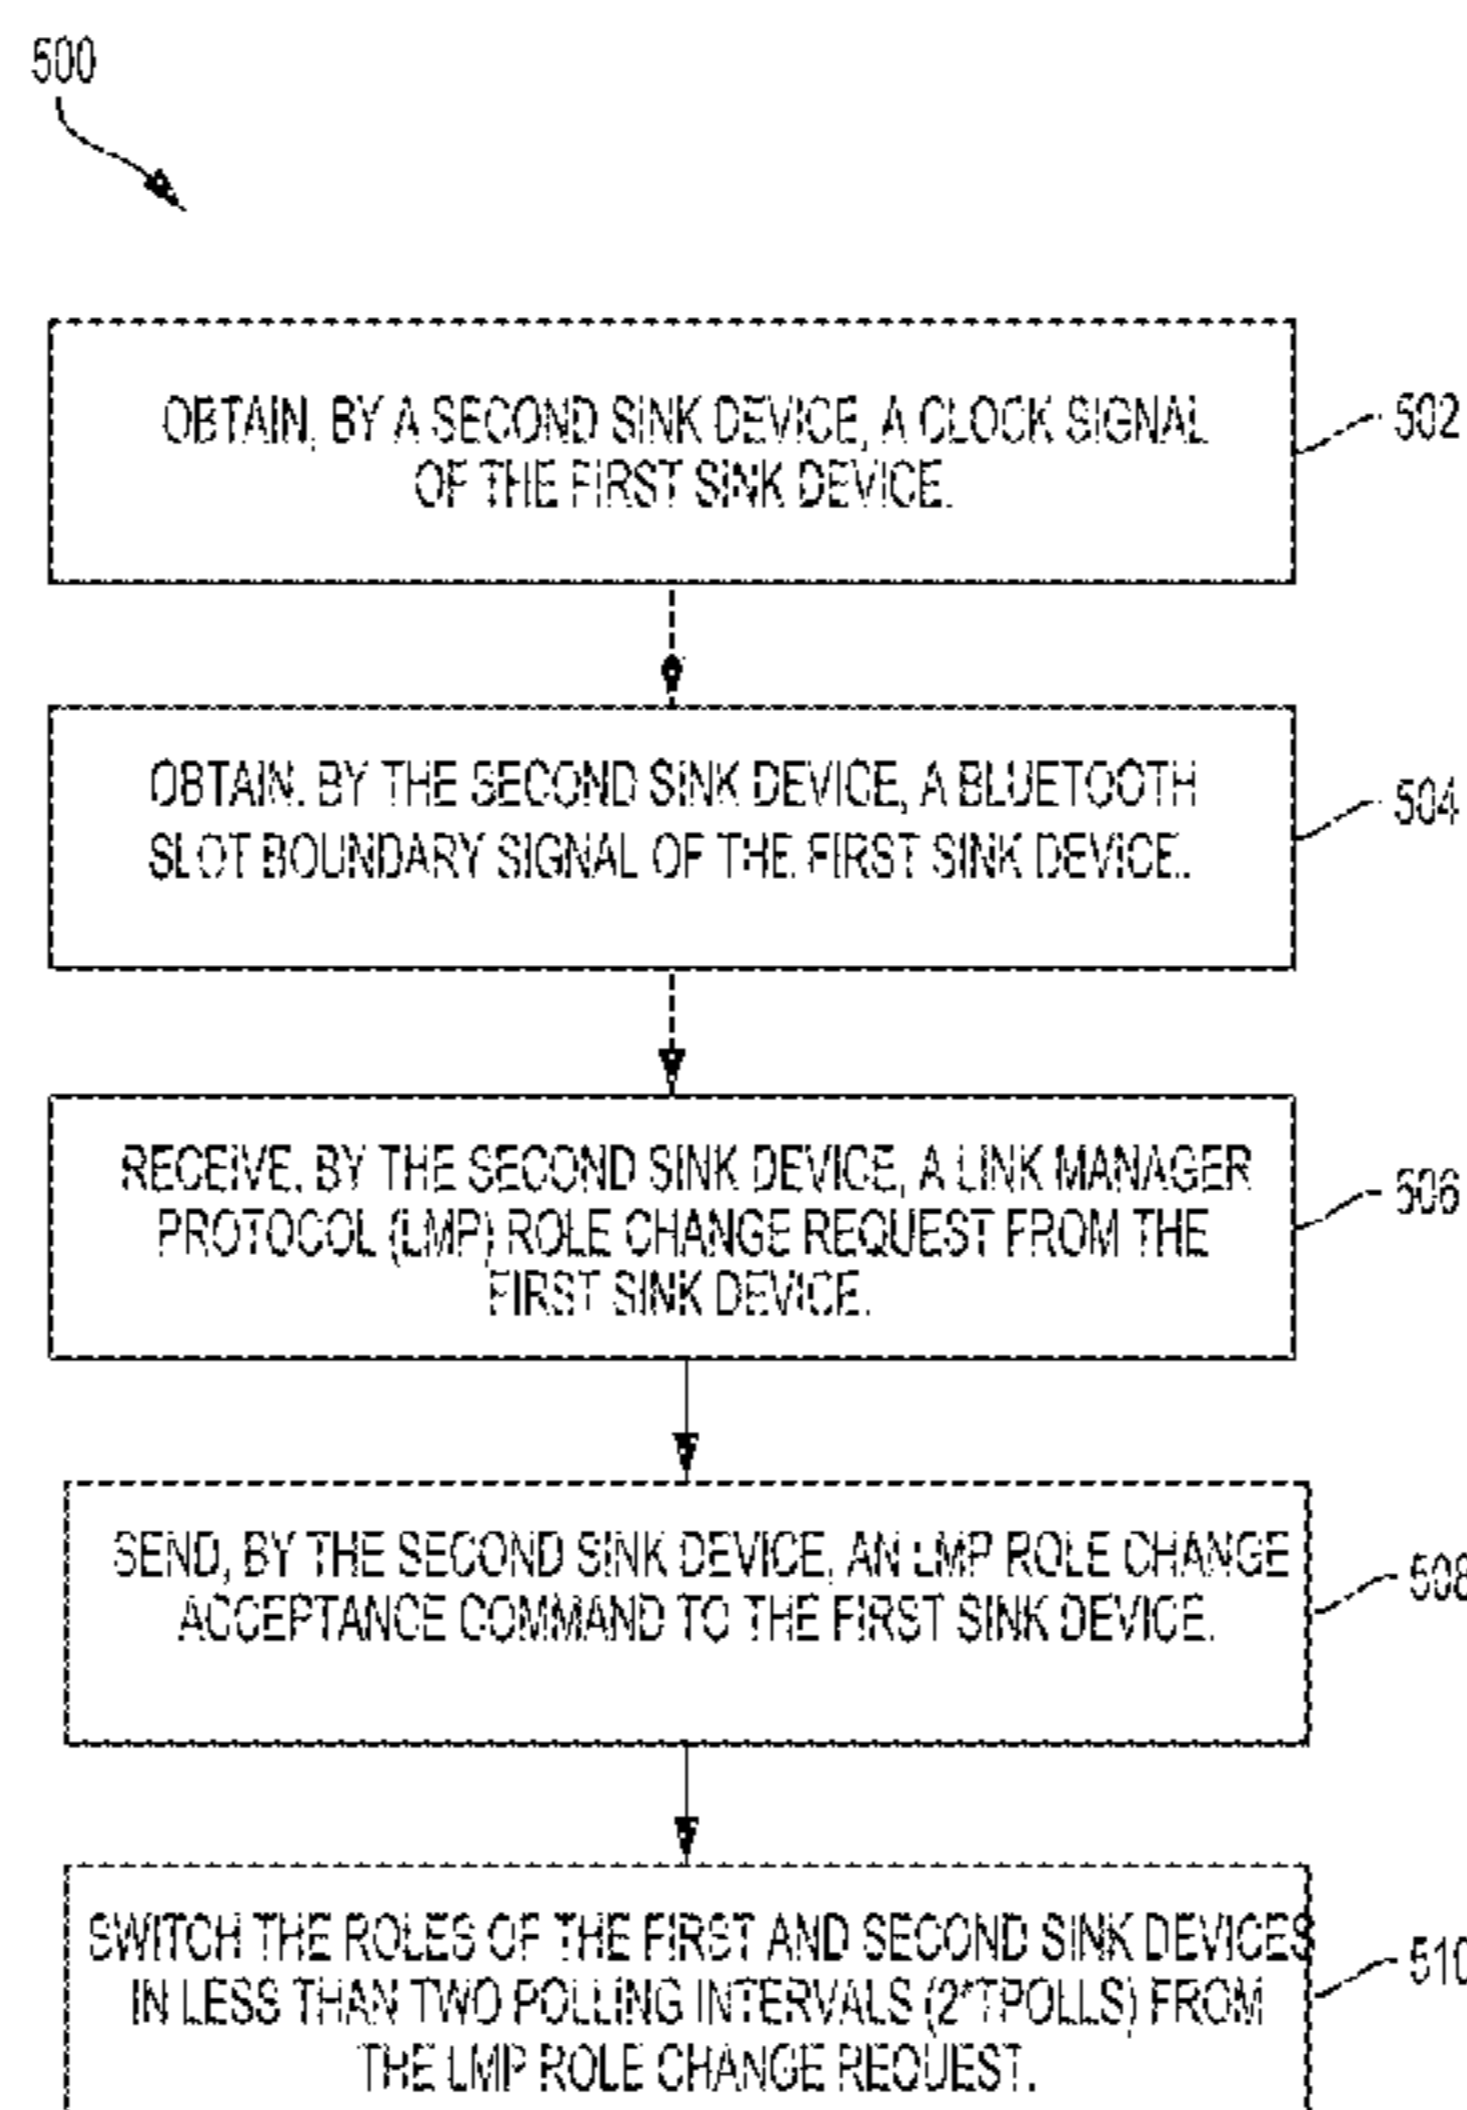 500
OBTAIN, BY A SECOND SINK DEVICE, A CLOCK SIGNAL
OF THE FIRST SINK DEVICE.
502
OBTAIN, BY THE SECOND SINK DEVICE, A BLUETOOTH
SLOT BOUNDARY SIGNAL OF THE FIRST SINK DEVICE.
504
RECEIVE, BY THE SECOND SINK DEVICE, A LINK MANAGER
PROTOCOL (LMP) ROLE CHANGE REQUEST FROM THE
FIRST SINK DEVICE.
506
SEND, BY THE SECOND SINK DEVICE, AN LMP ROLE CHANGE
ACCEPTANCE COMMAND TO THE FIRST SINK DEVICE.
508
SWITCH THE ROLES OF THE FIRST AND SECOND SINK DEVICES
IN LESS THAN TWO POLLING INTERVALS (2*TPOLLS) FROM
THE LMP ROLE CHANGE REQUEST.
510